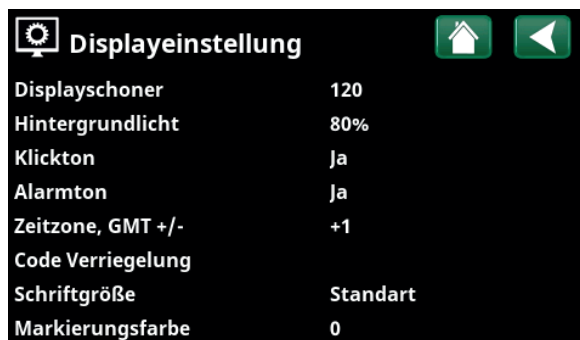 Displayeinstellung
Displayschoner 120
Hintergrundlicht 80%
Klickton Ja
Alarmton Ja
Zeitzone, GMT +/- +1
Code Verriegelung
Schriftgröße Standart
Markierungsfarbe 0